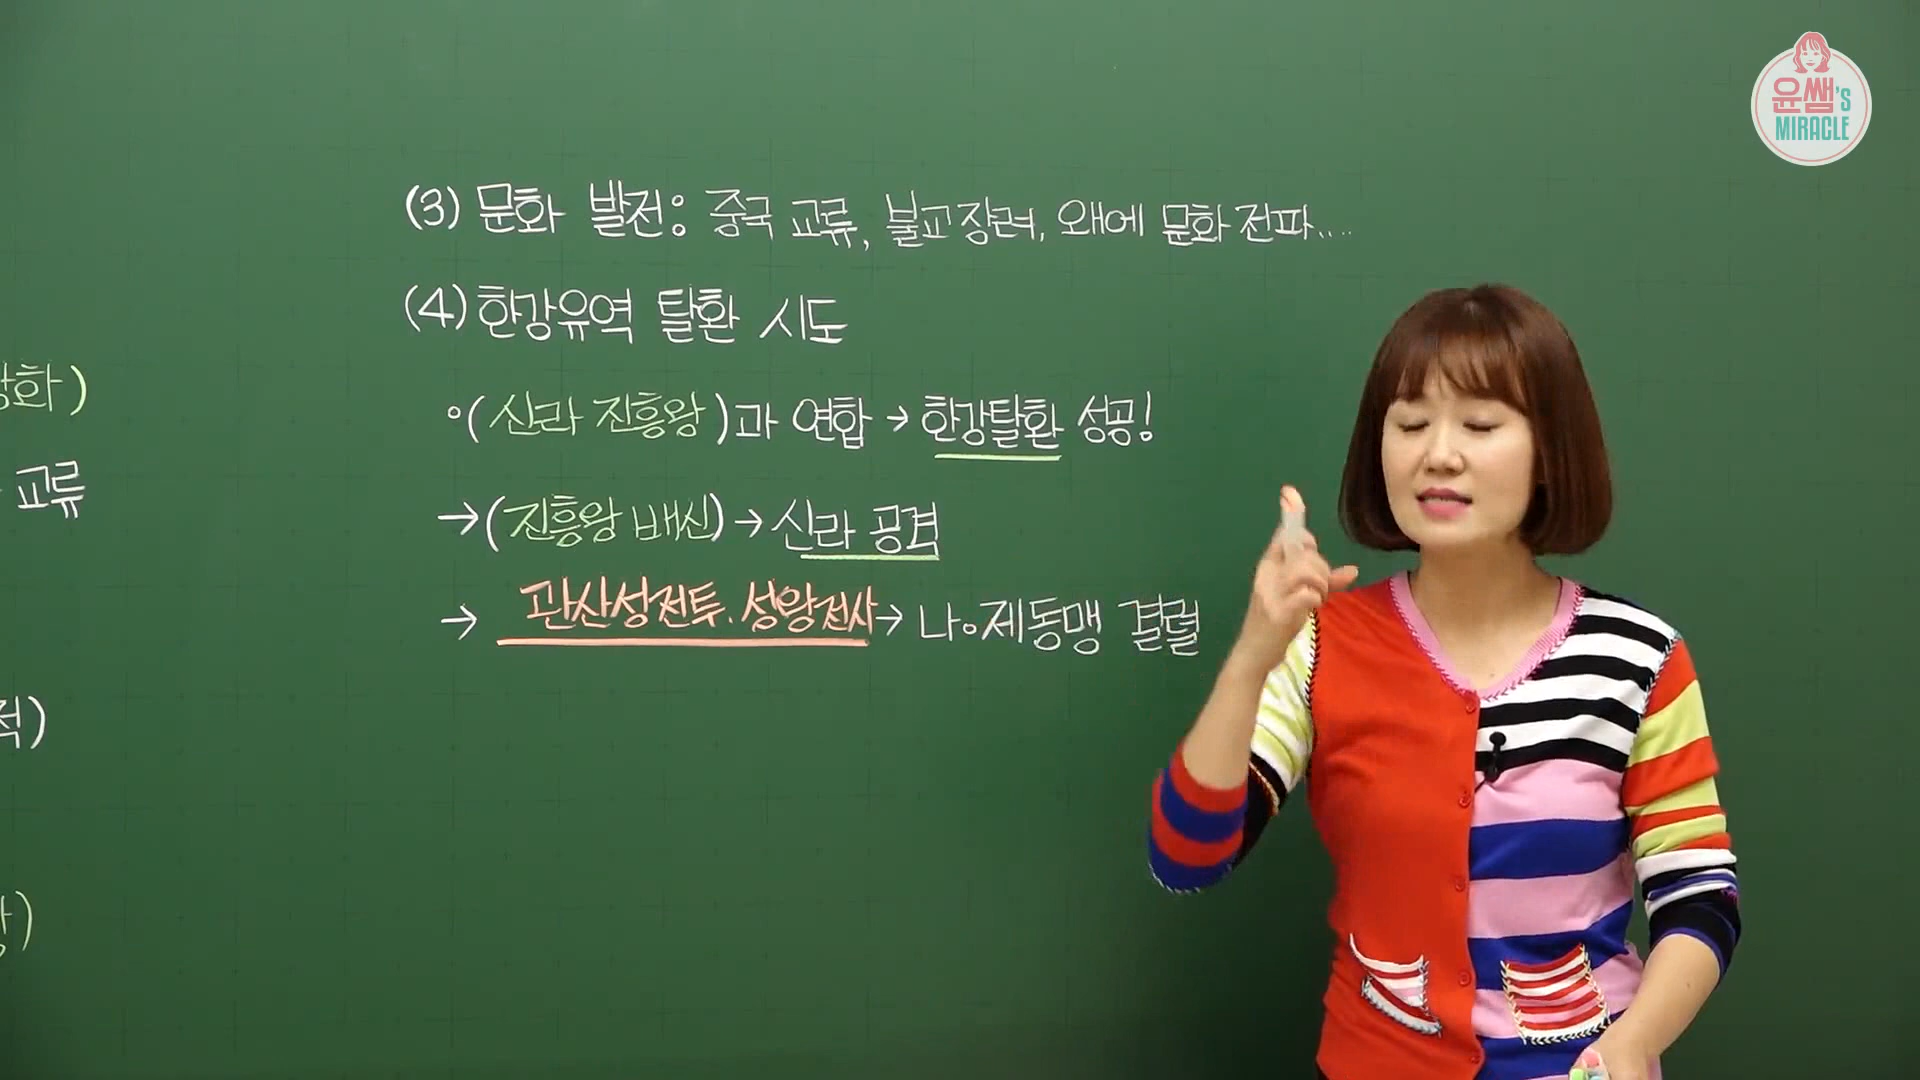 윤쌤's
MIRACLE
(3) 문화 발전: 중국 교류, 불교 장려, 왜에 문화 전파....
(4) 한강유역 탈환 시도
화)
◦(신라 진흥왕)과 연합 → 한강탈환 성공!
교류
→(진흥왕 배신) → 신라 공격
→ 관산성전투. 성왕전사 → 나◦제동맹 결렬
적)